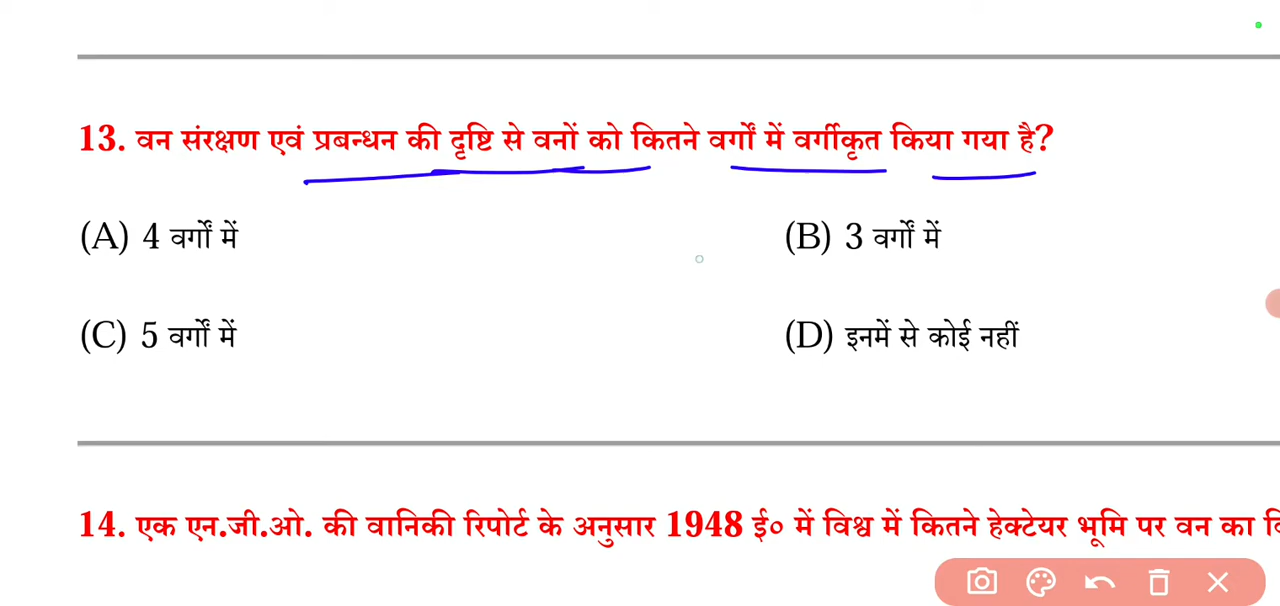 13. वन संरक्षण एवं प्रबन्धन की दृष्टि से वनों को कितने वर्गों में वर्गीकृत किया गया है?
(A) 4 वर्गों में (B) 3 वर्गों में
(C) 5 वर्गों में (D) इनमें से कोई नहीं
14. एक एन.जी.ओ. की वानिकी रिपोर्ट के अनुसार 1948 ई० में विश्व में कितने हेक्टेयर भूमि पर वन का